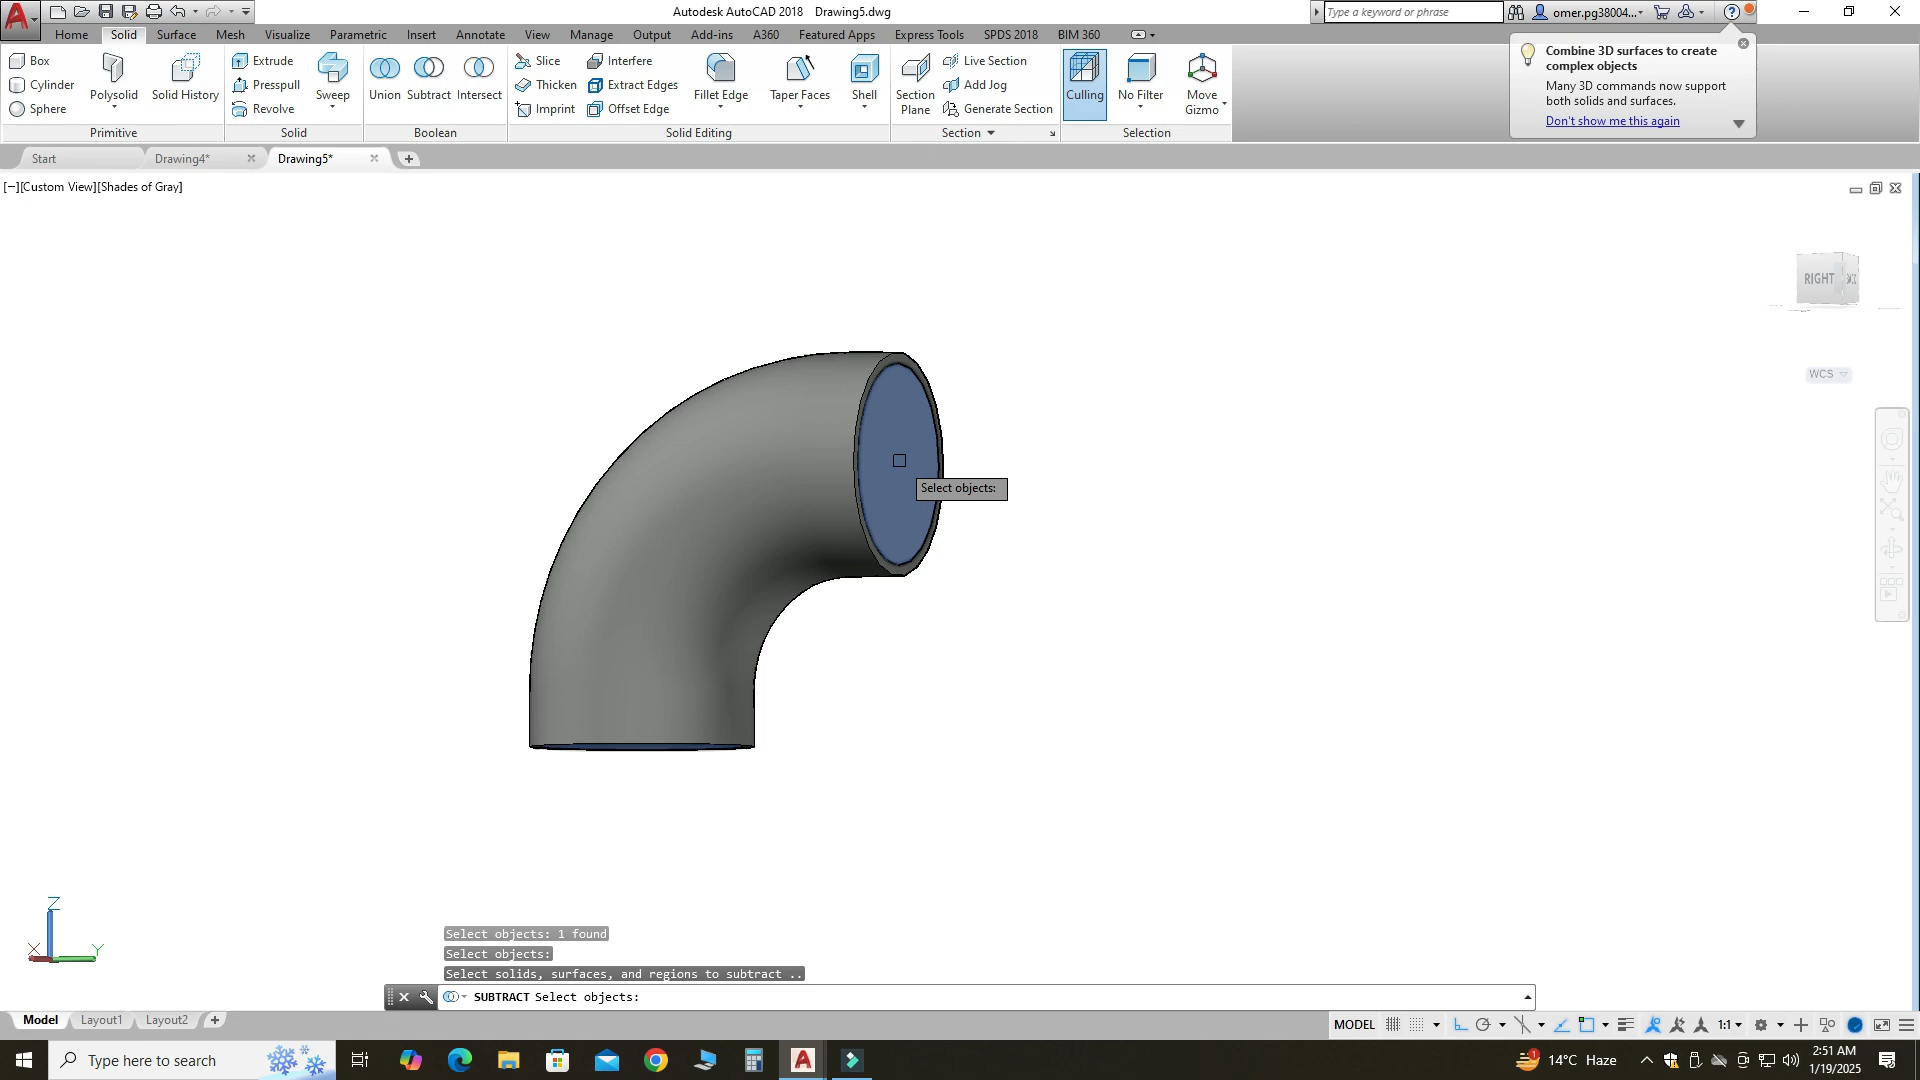 Autodesk AutoCAD 2018 Drawing5.dwg
Type a keyword or phrase
omer.pg38004...
Home Solid Surface Mesh Visualize Parametric Insert Annotate View Manage Output Add-ins A360 Featured Apps Express Tools SPDS 2018 BIM 360
Box
Cylinder
Sphere
Polysolid
Solid History
Primitive
Extrude
Presspull
Revolve
Sweep
Solid
Union
Subtract
Intersect
Boolean
Slice
Thicken
Imprint
Interfere
Extract Edges
Offset Edge
Fillet Edge
Taper Faces
Shell
Solid Editing
Section
Plane
Live Section
Add Jog
Generate Section
Section
Culling
No Filter
Move
Gizmo
Selection
Combine 3D surfaces to create
complex objects
Many 3D commands now support
both solids and surfaces.
Don't show me this again
Start
Drawing4*
Drawing5*
[−][Custom View][Shades of Gray]
RIGHT
WCS
Select objects:
Z
X
Y
Select objects: 1 found
Select objects:
Select solids, surfaces, and regions to subtract ..
SUBTRACT Select objects:
Model Layout1 Layout2
MODEL
1:1
Type here to search
14°C Haze
2:51 AM
1/19/2025